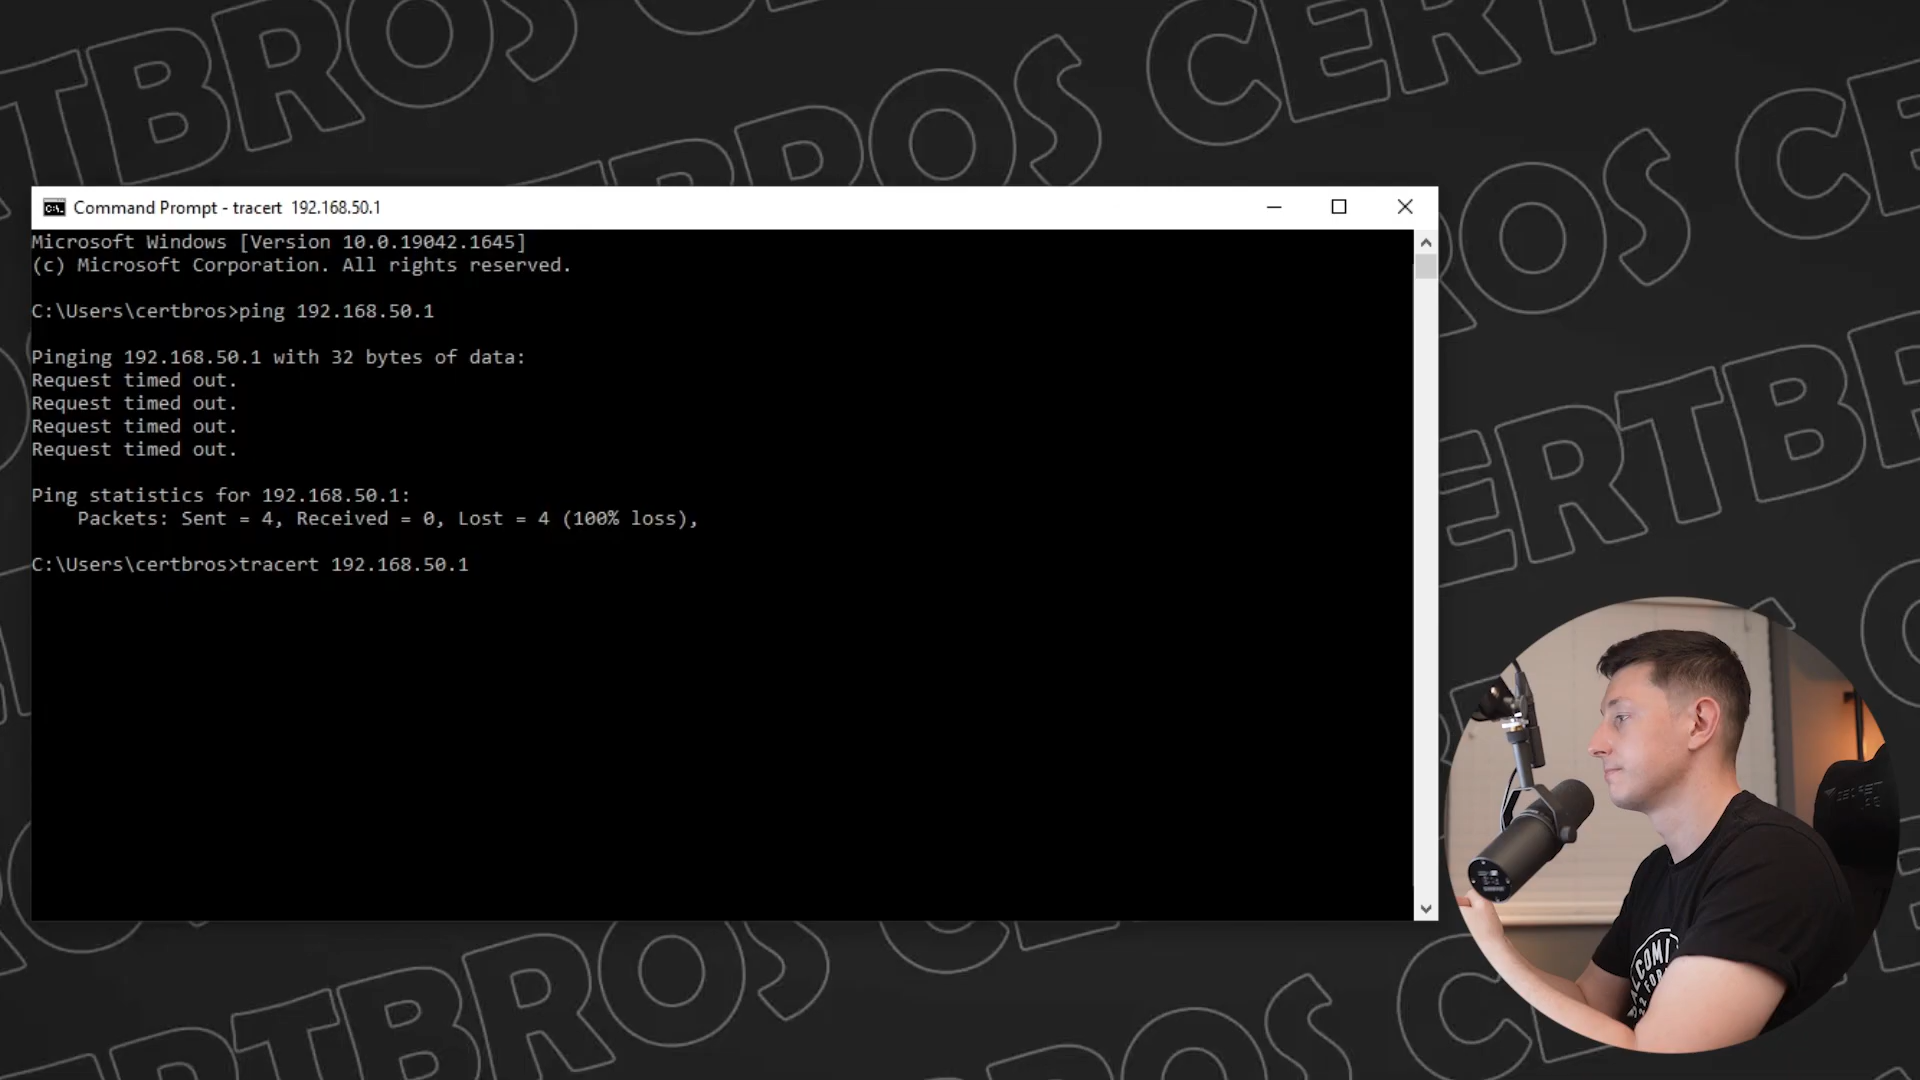 CERTBROS CERTBROS
Command Prompt - tracert 192.168.50.1
Microsoft Windows [Version 10.0.19042.1645]
(c) Microsoft Corporation. All rights reserved.
C:\Users\certbros>ping 192.168.50.1
Pinging 192.168.50.1 with 32 bytes of data:
Request timed out.
Request timed out.
Request timed out.
Request timed out.
Ping statistics for 192.168.50.1:
Packets: Sent = 4, Received = 0, Lost = 4 (100% loss),
C:\Users\certbros>tracert 192.168.50.1